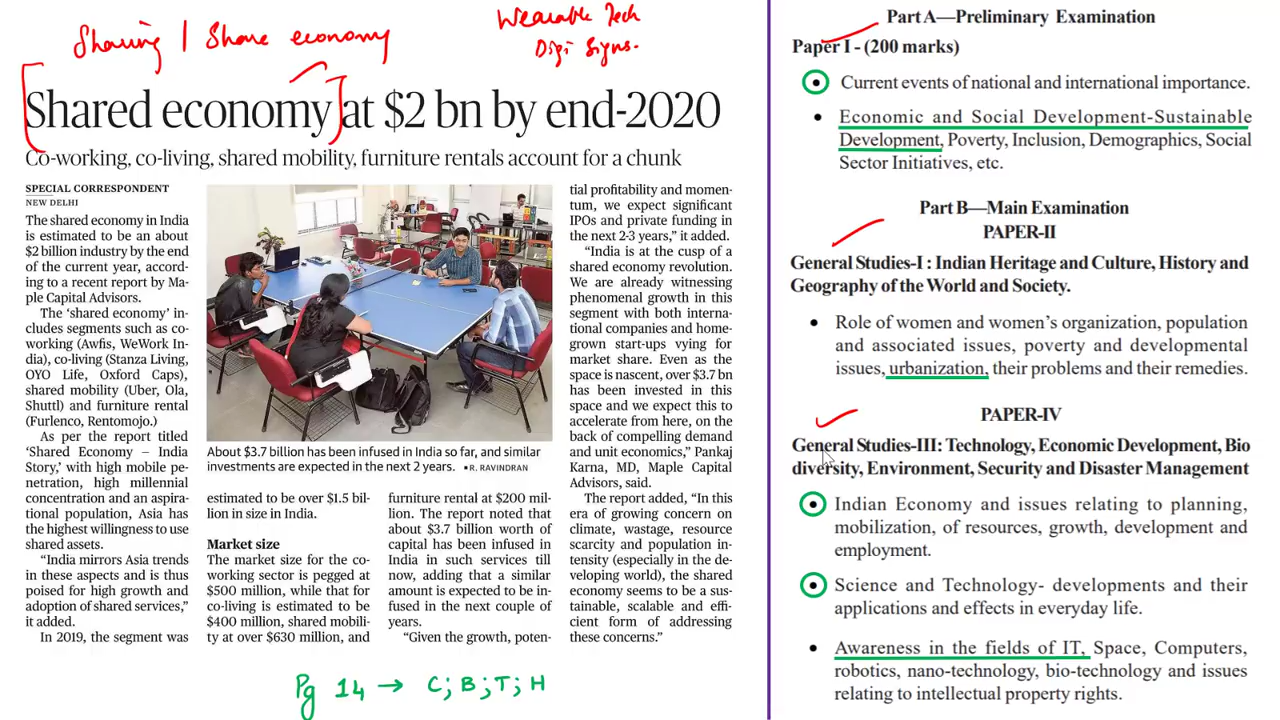 Sharing | Share economy
Wearable Tech
Digi Signs.
Shared economy at $2 bn by end-2020
Co-working, co-living, shared mobility, furniture rentals account for a chunk
SPECIAL CORRESPONDENT
NEW DELHI
The shared economy in India
is estimated to be an about
$2 billion industry by the end
of the current year, accord-
ing to a recent report by Ma-
ple Capital Advisors.
The ‘shared economy’ in-
cludes segments such as co-
working (Awfis, WeWork In-
dia), co-living (Stanza Living,
OYO Life, Oxford Caps),
shared mobility (Uber, Ola,
Shuttl) and furniture rental
(Furlenco, Rentomojo.)
As per the report titled
‘Shared Economy – India
Story,’ with high mobile pe-
netration, high millennial
concentration and an aspira-
tional population, Asia has
the highest willingness to use
shared assets.
“India mirrors Asia trends
in these aspects and is thus
poised for high growth and
adoption of shared services,”
it added.
In 2019, the segment was
About $3.7 billion has been infused in India so far, and similar
investments are expected in the next 2 years. ▪R. RAVINDRAN
estimated to be over $1.5 bil-
lion in size in India.
Market size
The market size for the co-
working sector is pegged at
$500 million, while that for
co-living is estimated to be
$400 million, shared mobili-
ty at over $630 million, and
furniture rental at $200 mil-
lion. The report noted that
about $3.7 billion worth of
capital has been infused in
India in such services till
now, adding that a similar
amount is expected to be in-
fused in the next couple of
years.
“Given the growth, poten-
tial profitability and momen-
tum, we expect significant
IPOs and private funding in
the next 2-3 years,” it added.
“India is at the cusp of a
shared economy revolution.
We are already witnessing
phenomenal growth in this
segment with both interna-
tional companies and home-
grown start-ups vying for
market share. Even as the
space is nascent, over $3.7 bn
has been invested in this
space and we expect this to
accelerate from here, on the
back of compelling demand
and unit economics,” Pankaj
Karna, MD, Maple Capital
Advisors, said.
The report added, “In this
era of growing concern on
climate, wastage, resource
scarcity and population in-
tensity (especially in the de-
veloping world), the shared
economy seems to be a sus-
tainable, scalable and effi-
cient form of addressing
these concerns.”
Pg 14 → C; B; T; H
Part A—Preliminary Examination
Paper I - (200 marks)
• Current events of national and international importance.
• Economic and Social Development-Sustainable
Development, Poverty, Inclusion, Demographics, Social
Sector Initiatives, etc.
Part B—Main Examination
PAPER-II
General Studies-I : Indian Heritage and Culture, History and
Geography of the World and Society.
• Role of women and women’s organization, population
and associated issues, poverty and developmental
issues, urbanization, their problems and their remedies.
PAPER-IV
General Studies-III: Technology, Economic Development, Bio
diversity, Environment, Security and Disaster Management
• Indian Economy and issues relating to planning,
mobilization, of resources, growth, development and
employment.
• Science and Technology- developments and their
applications and effects in everyday life.
• Awareness in the fields of IT, Space, Computers,
robotics, nano-technology, bio-technology and issues
relating to intellectual property rights.